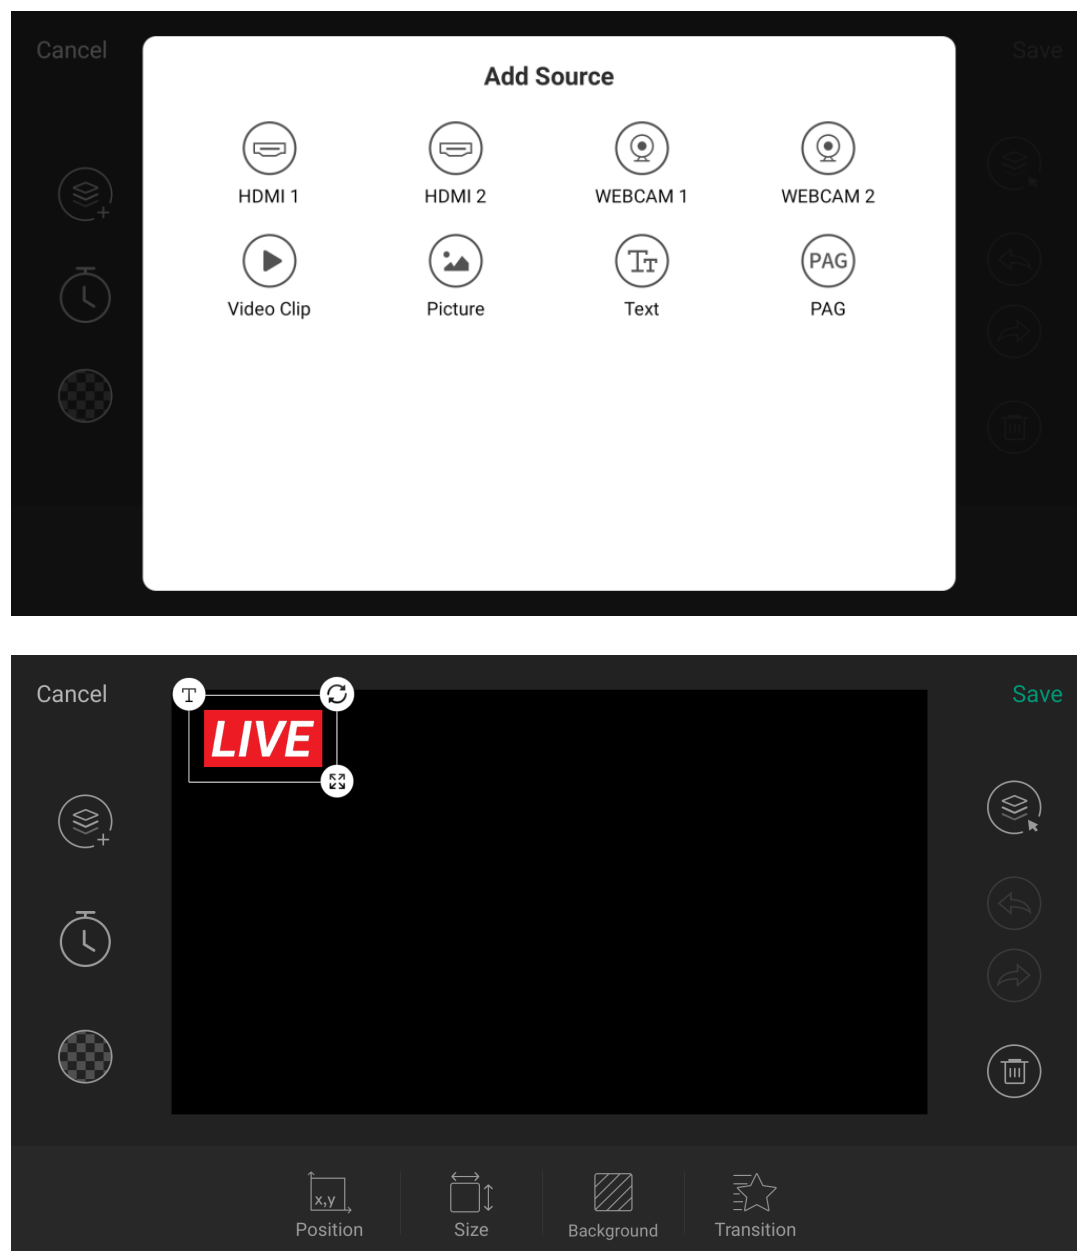 Cancel
Add Source
Save
HDMI 1
HDMI 2
WEBCAM 1
WEBCAM 2
PAG
Video Clip
Picture
Text
PAG
Cancel
T
LIVE
Save
x,y
Position
Size
Background
Transition